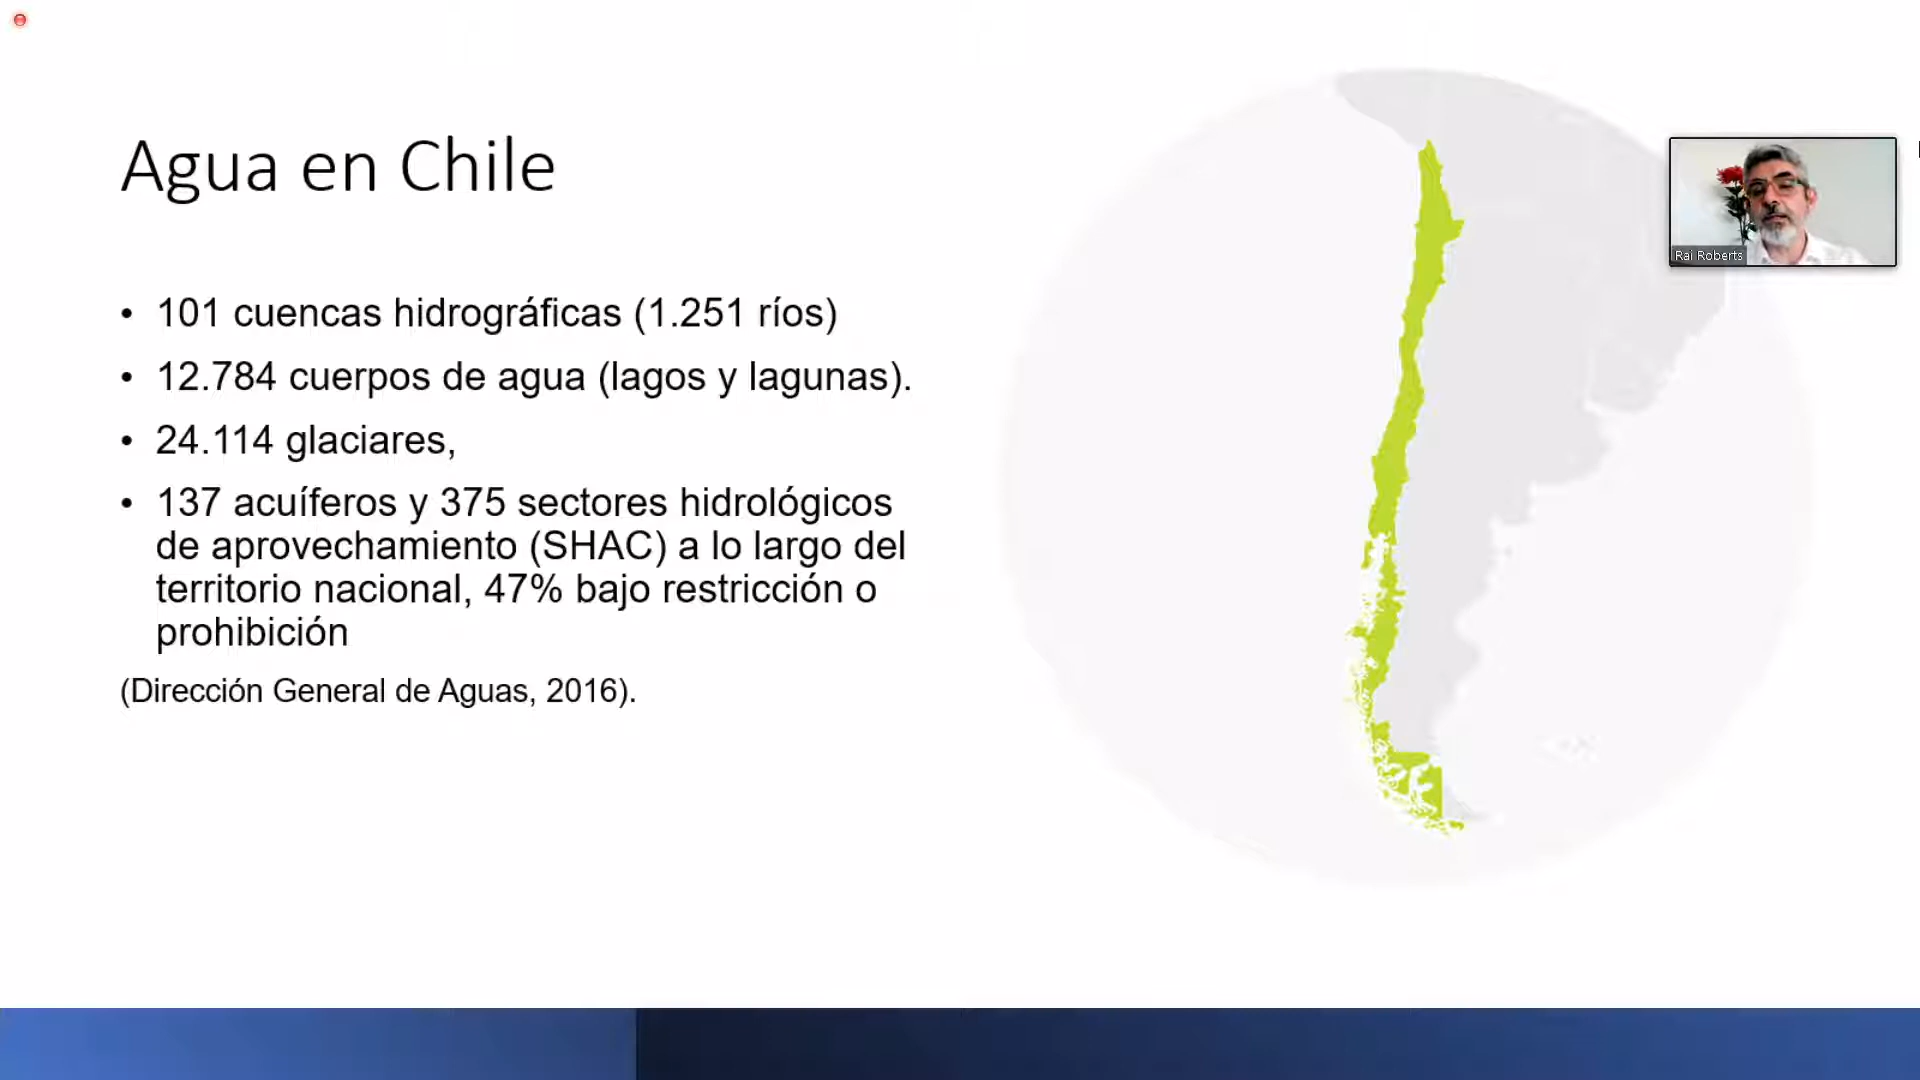 Agua en Chile
• 101 cuencas hidrográficas (1.251 ríos)
• 12.784 cuerpos de agua (lagos y lagunas).
• 24.114 glaciares,
• 137 acuíferos y 375 sectores hidrológicos
de aprovechamiento (SHAC) a lo largo del
territorio nacional, 47% bajo restricción o
prohibición
(Dirección General de Aguas, 2016).
Rai Roberts